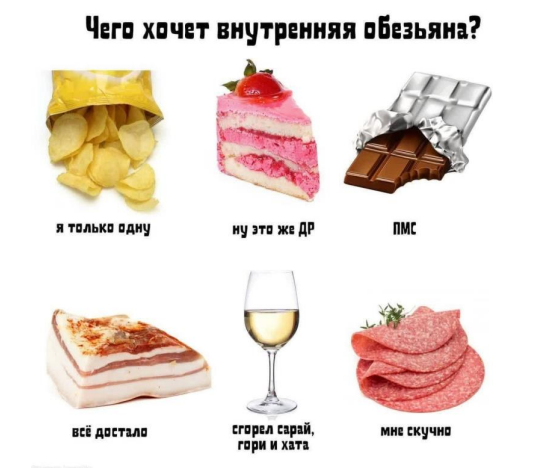 Чего хочет внутренняя обезьяна?
я только одну
ну это же ДР
ПМС
всё достало
сгорел сарай,
гори и хата
мне скучно